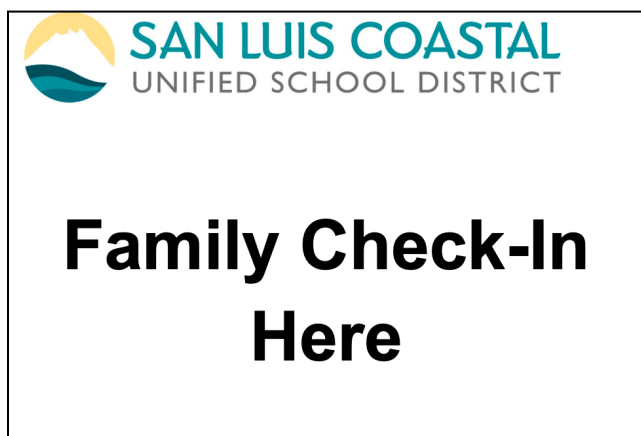 SAN LUIS COASTAL
UNIFIED SCHOOL DISTRICT
Family Check-In
Here